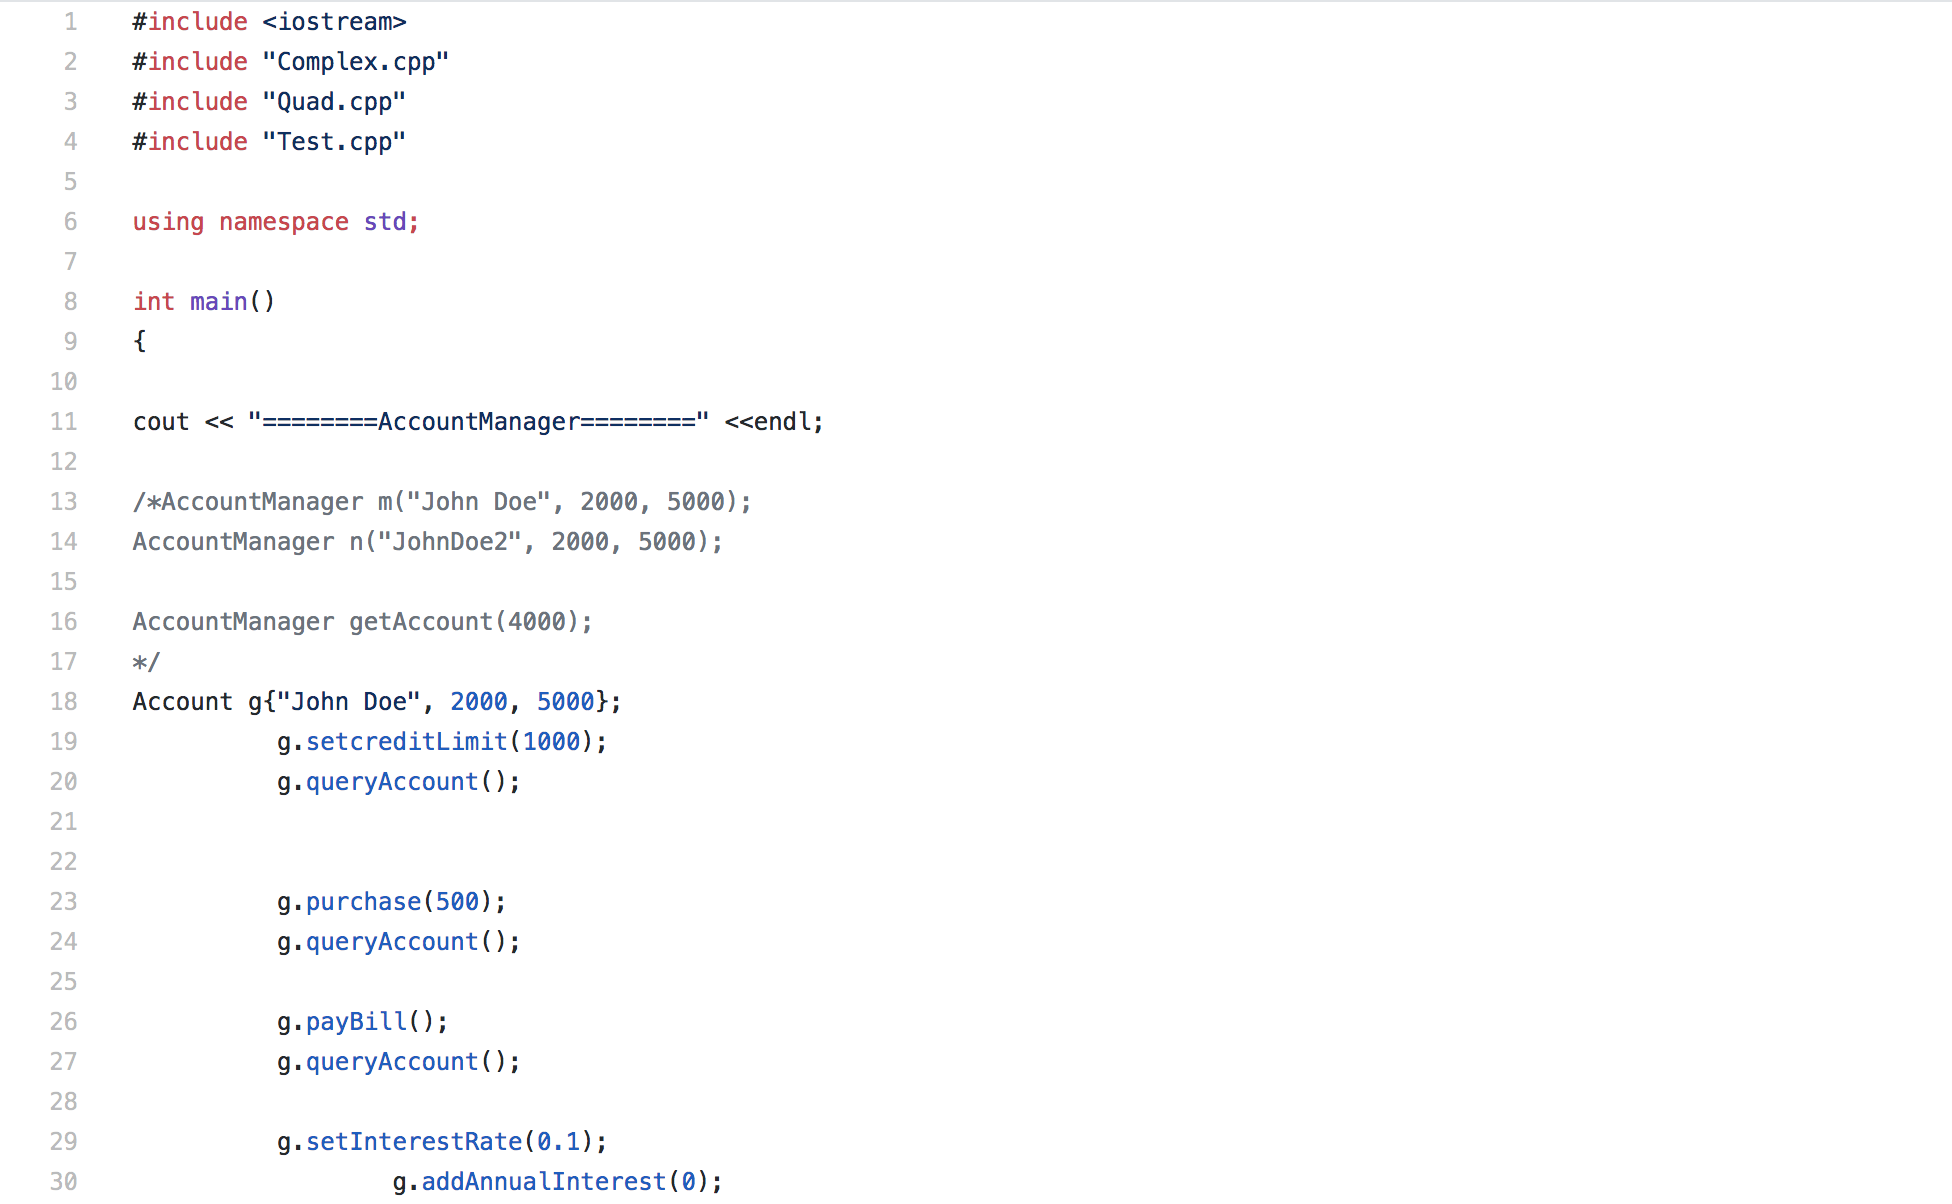 1 #include <iostream>
2 #include "Complex.cpp"
3 #include "Quad.cpp"
4 #include "Test.cpp"
5
6 using namespace std;
7
8 int main()
9 {
10
11 cout << "========AccountManager========" <<endl;
12
13 /*AccountManager m("John Doe", 2000, 5000);
14 AccountManager n("JohnDoe2", 2000, 5000);
15
16 AccountManager getAccount(4000);
17 */
18 Account g{"John Doe", 2000, 5000};
19           g.setcreditLimit(1000);
20           g.queryAccount();
21
22
23           g.purchase(500);
24           g.queryAccount();
25
26           g.payBill();
27           g.queryAccount();
28
29           g.setInterestRate(0.1);
30                   g.addAnnualInterest(0);